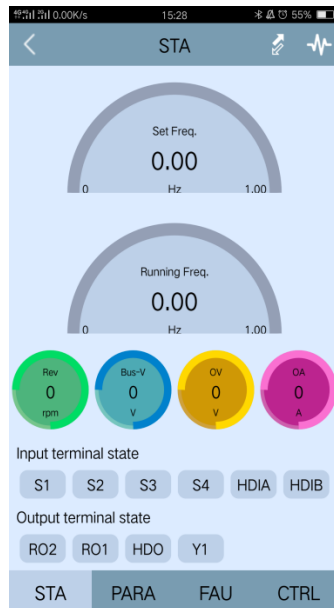 0.00K/s 15:28 55%
STA
Set Freq.
0.00
0 Hz 1.00
Running Freq.
0.00
0 Hz 1.00
Rev Bus-V OV OA
0 0 0 0
rpm V V A
Input terminal state
S1 S2 S3 S4 HDIA HDIB
Output terminal state
RO2 RO1 HDO Y1
STA PARA FAU CTRL